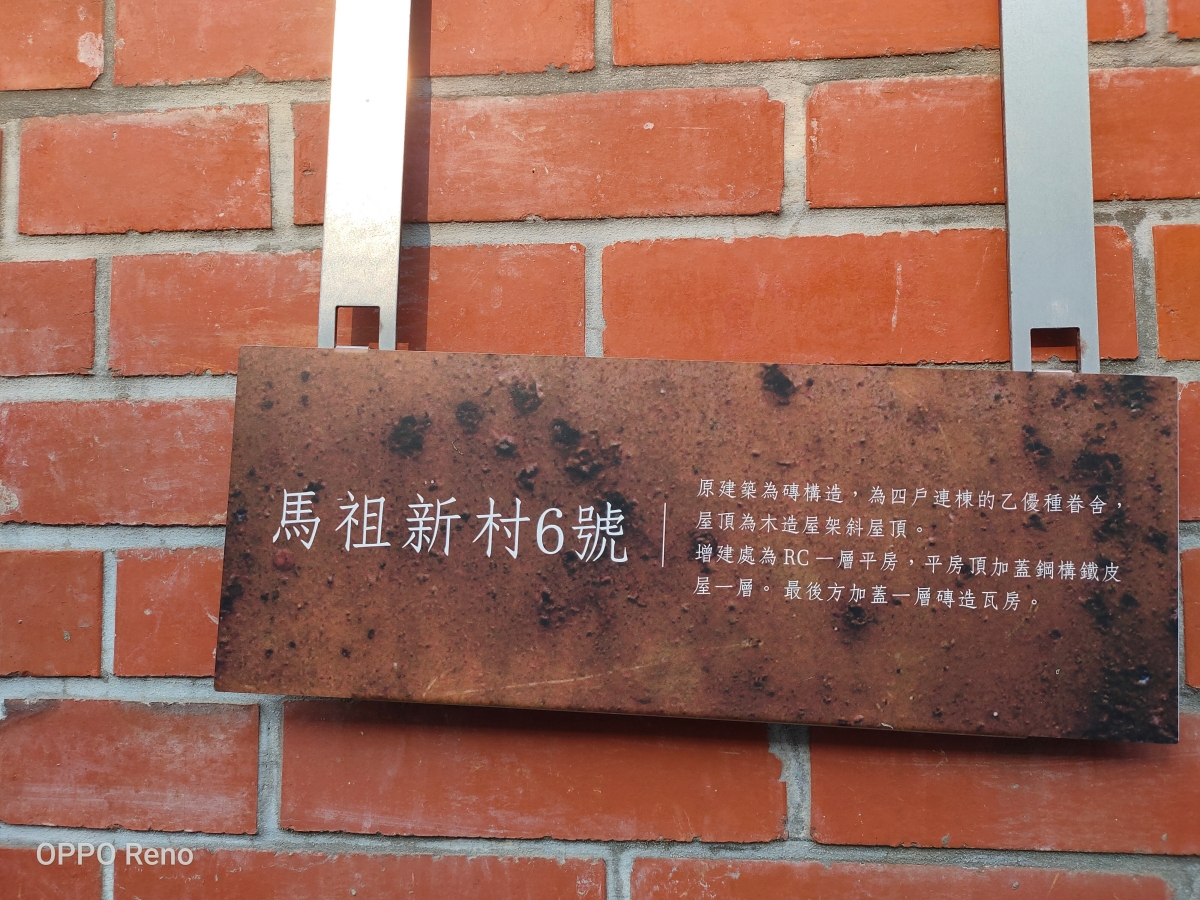 馬祖新村6號
原建築為磚構造，為四戶連棟的乙優種眷舍，
屋頂為木造屋架斜屋頂。
增建處為RC一層平房，平房頂加蓋鋼構鐵皮
屋一層。最後方加蓋一層磚造瓦房。
OPPO Reno